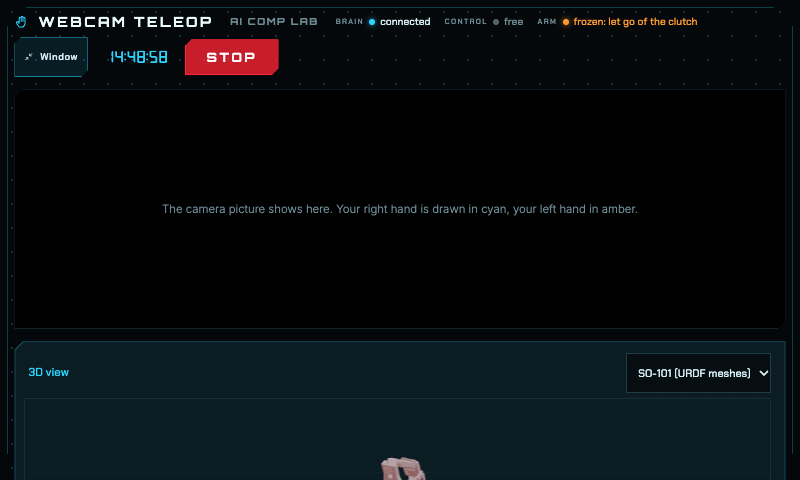 WEBCAM TELEOP AI COMP LAB BRAIN connected CONTROL free ARM frozen: let go of the clutch
Window 14:48:58 STOP
The camera picture shows here. Your right hand is drawn in cyan, your left hand in amber.
3D view SO-101 (URDF meshes)